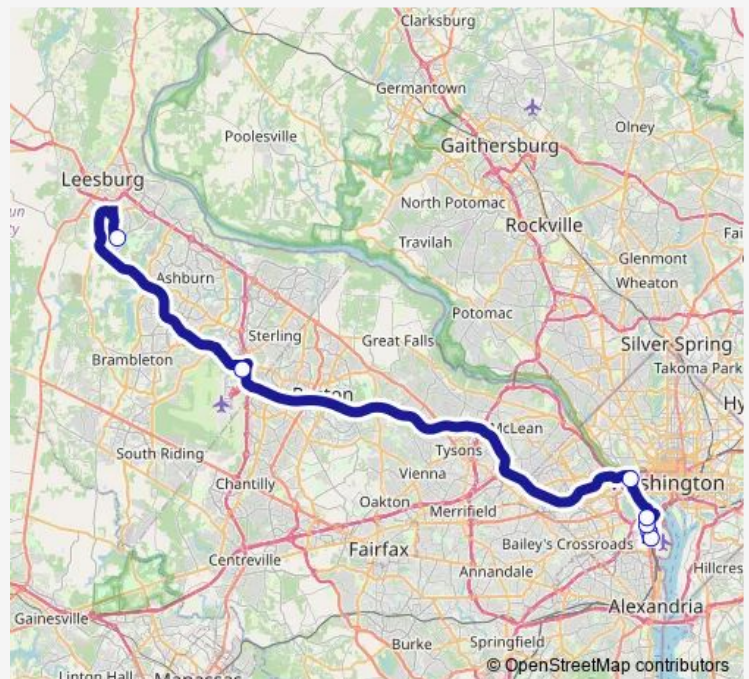 Clarksburg
Germantown
Olney
Poolesville
Gaithersburg
Leesburg
North Potomac
Rockville
Travilah
Glenmont
Ashburn
Wheaton
Potomac
Sterling
Great Falls
Silver Spring
Brambleton
Takoma Park
McLean
South Riding
Tysons
Vienna
Chantilly
Oakton
Merrifield
Bailey's Crossroads
Centreville
Fairfax
Annandale
Hillcres
Alexandria
Gainesville
Burke
Springfield
Linton Hall
© OpenStreetMap contributors